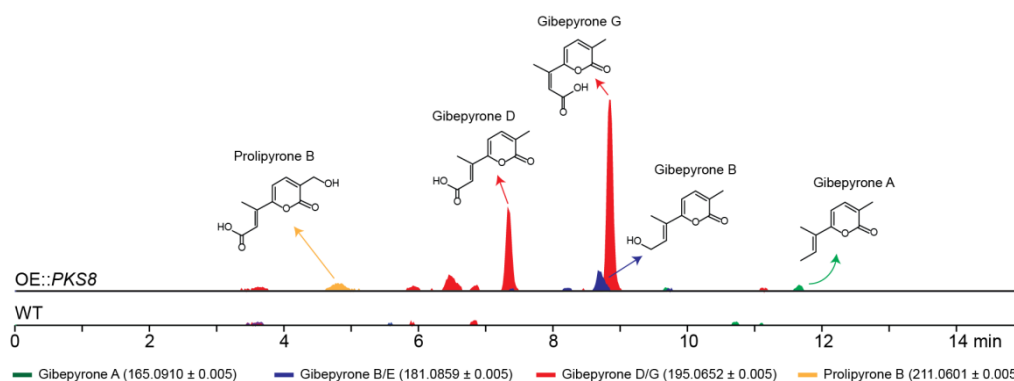 Gibepyrone G
Gibepyrone D
Prolipyrone B
Gibepyrone B
Gibepyrone A
O
O
OH
O
O
O
HO
O
OH
O
O
HO
O
O
O
HO
O
O
O
O
OE::PKS8
WT
0 2 4 6 8 10 12 14 min
Gibepyrone A (165.0910 ± 0.005) Gibepyrone B/E (181.0859 ± 0.005) Gibepyrone D/G (195.0652 ± 0.005) Prolipyrone B (211.0601 ± 0.005)